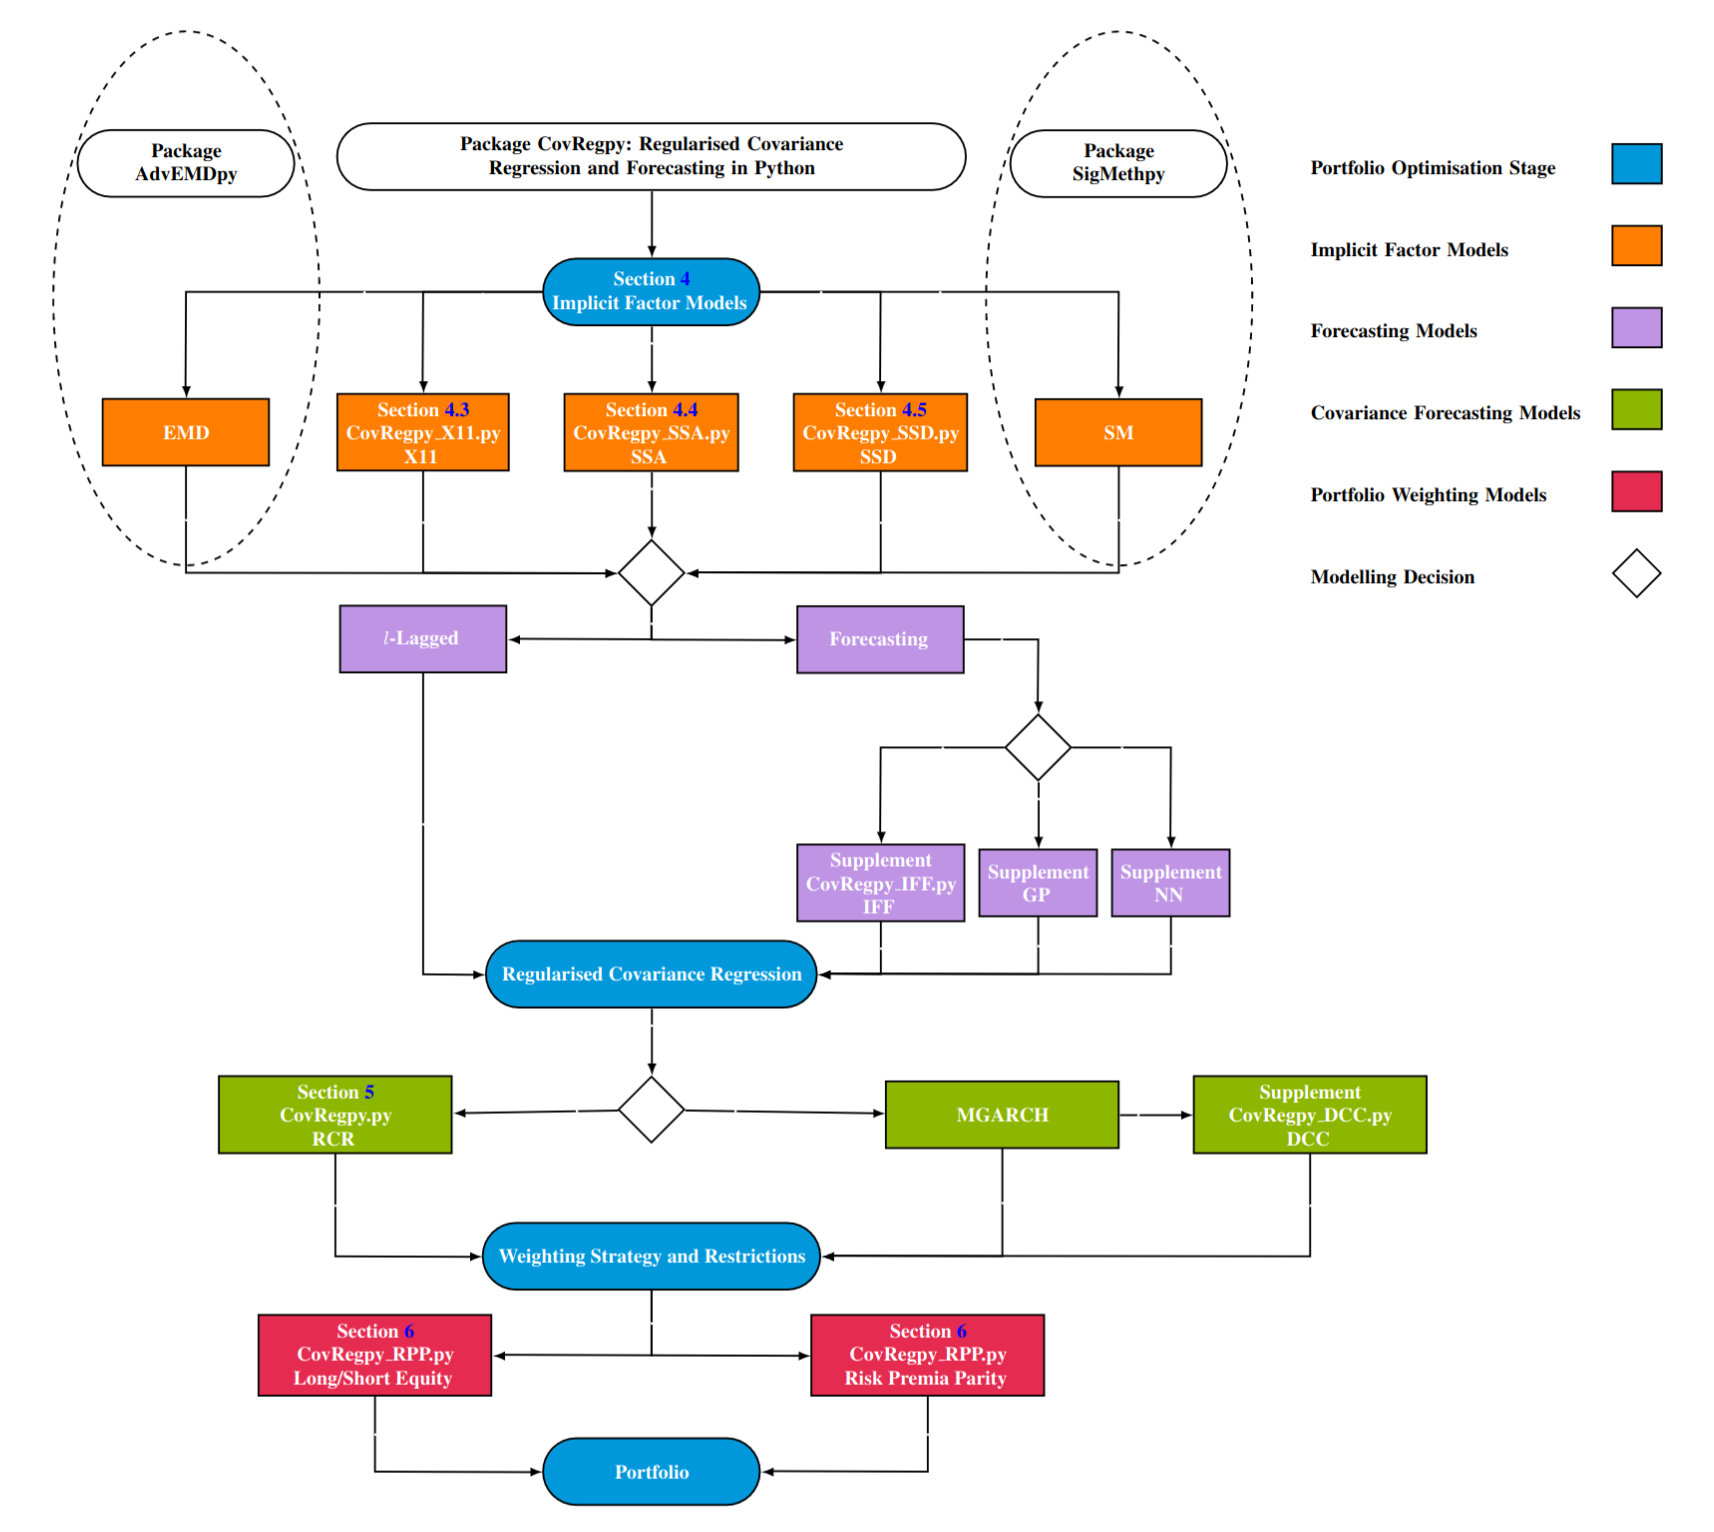 Package
AdvEMDpy
Package CovRegpy: Regularised Covariance
Regression and Forecasting in Python
Package
SigMethpy
Portfolio Optimisation Stage
Implicit Factor Models
Forecasting Models
Covariance Forecasting Models
Portfolio Weighting Models
Modelling Decision
Section 4
Implicit Factor Models
EMD
Section 4.3
CovRegpy_X11.py
X11
Section 4.4
CovRegpy_SSA.py
SSA
Section 4.5
CovRegpy_SSD.py
SSD
SM
l-Lagged
Forecasting
Supplement
CovRegpy_IFF.py
IFF
Supplement
GP
Supplement
NN
Regularised Covariance Regression
Section 5
CovRegpy.py
RCR
MGARCH
Supplement
CovRegpy_DCC.py
DCC
Weighting Strategy and Restrictions
Section 6
CovRegpy_RPP.py
Long/Short Equity
Section 6
CovRegpy_RPP.py
Risk Premia Parity
Portfolio